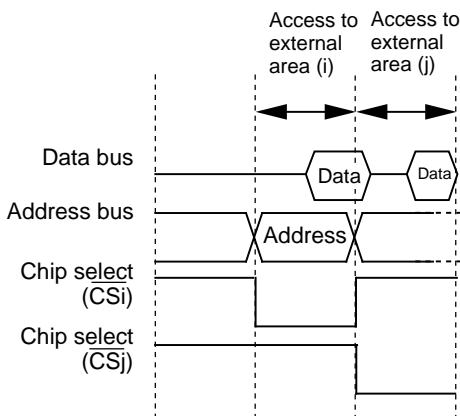 Access to
external
area (i)
Access to
external
area (j)
Data bus
Data
Data
Address bus
Address
Chip select
(CSi)
Chip select
(CSj)